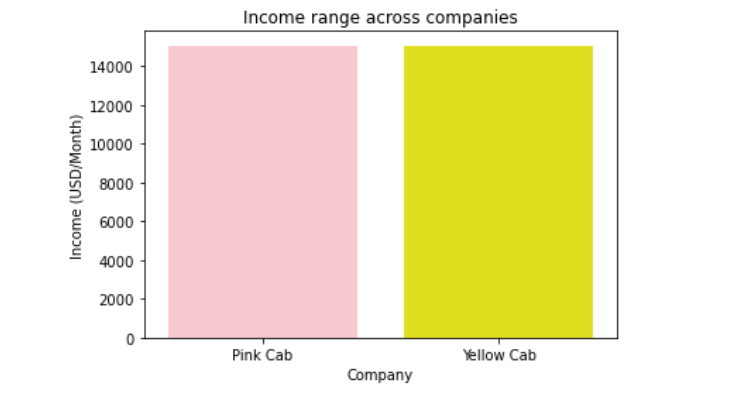 Income range across companies
Income (USD/Month)
14000
12000
10000
8000
6000
4000
2000
0
Pink Cab
Yellow Cab
Company